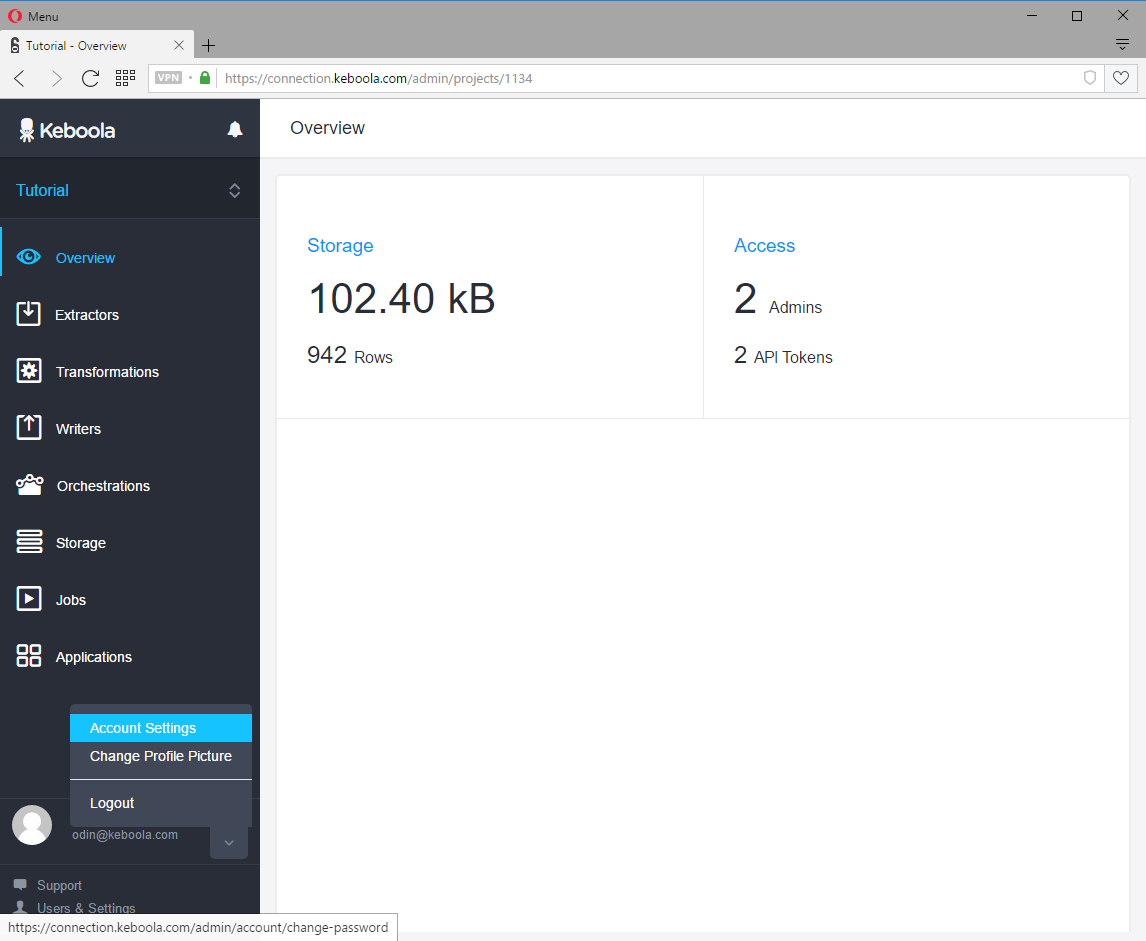 Menu
Tutorial - Overview
VPN
https://connection.keboola.com/admin/projects/1134
Keboola
Overview
Tutorial
Overview
Extractors
Transformations
Writers
Orchestrations
Storage
Jobs
Applications
Account Settings
Change Profile Picture
Logout
odin@keboola.com
Support
Users & Settings
https://connection.keboola.com/admin/account/change-password
Storage
102.40 kB
942 Rows
Access
2 Admins
2 API Tokens